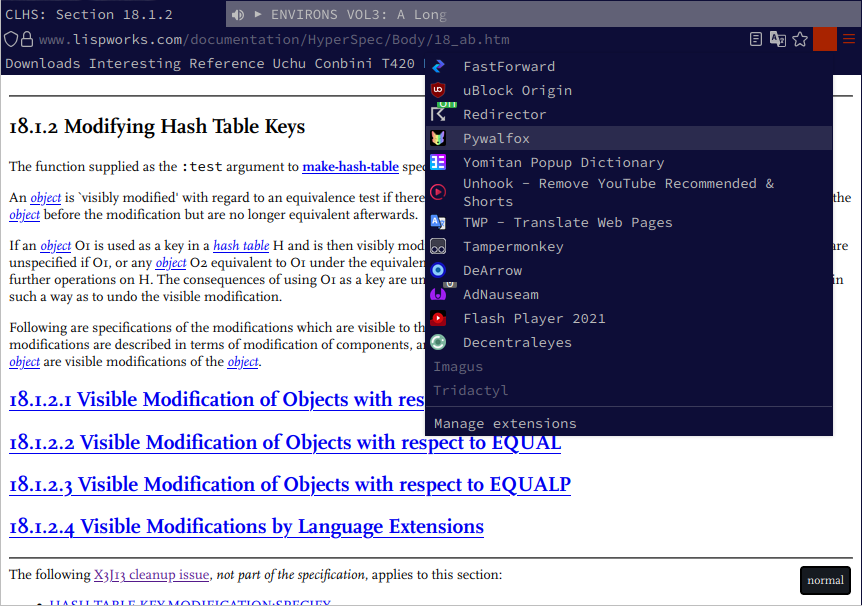 CLHS: Section 18.1.2
ENVIRONS VOL3: A Long
www.lispworks.com/documentation/HyperSpec/Body/18_ab.htm
Downloads Interesting Reference Uchu Conbini T420
FastForward
uBlock Origin
Redirector
Pywalfox
Yomitan Popup Dictionary
Unhook - Remove YouTube Recommended &
Shorts
TWP - Translate Web Pages
Tampermonkey
DeArrow
AdNauseam
Flash Player 2021
Decentraleyes
Imagus
Tridactyl
Manage extensions
18.1.2 Modifying Hash Table Keys
The function supplied as the :test argument to make-hash-table
An object is `visibly modified' with regard to an equivalence test if there the
object before the modification but are no longer equivalent afterwards.
If an object O1 is used as a key in a hash table H and is then visibly are
unspecified if O1, or any object O2 equivalent to O1 under the
further operations on H. The consequences of using O1 as a key are in
such a way as to undo the visible modification.
Following are specifications of the modifications which are visible to
modifications are described in terms of modification of components,
object are visible modifications of the object.
18.1.2.1 Visible Modification of Objects with
18.1.2.2 Visible Modification of Objects with respect to EQUAL
18.1.2.3 Visible Modification of Objects with respect to EQUALP
18.1.2.4 Visible Modifications by Language Extensions
The following X3J13 cleanup issue, not part of the specification, applies to this section:
HASH-TABLE-KEY-MODIFICATION:SPECIFY
normal